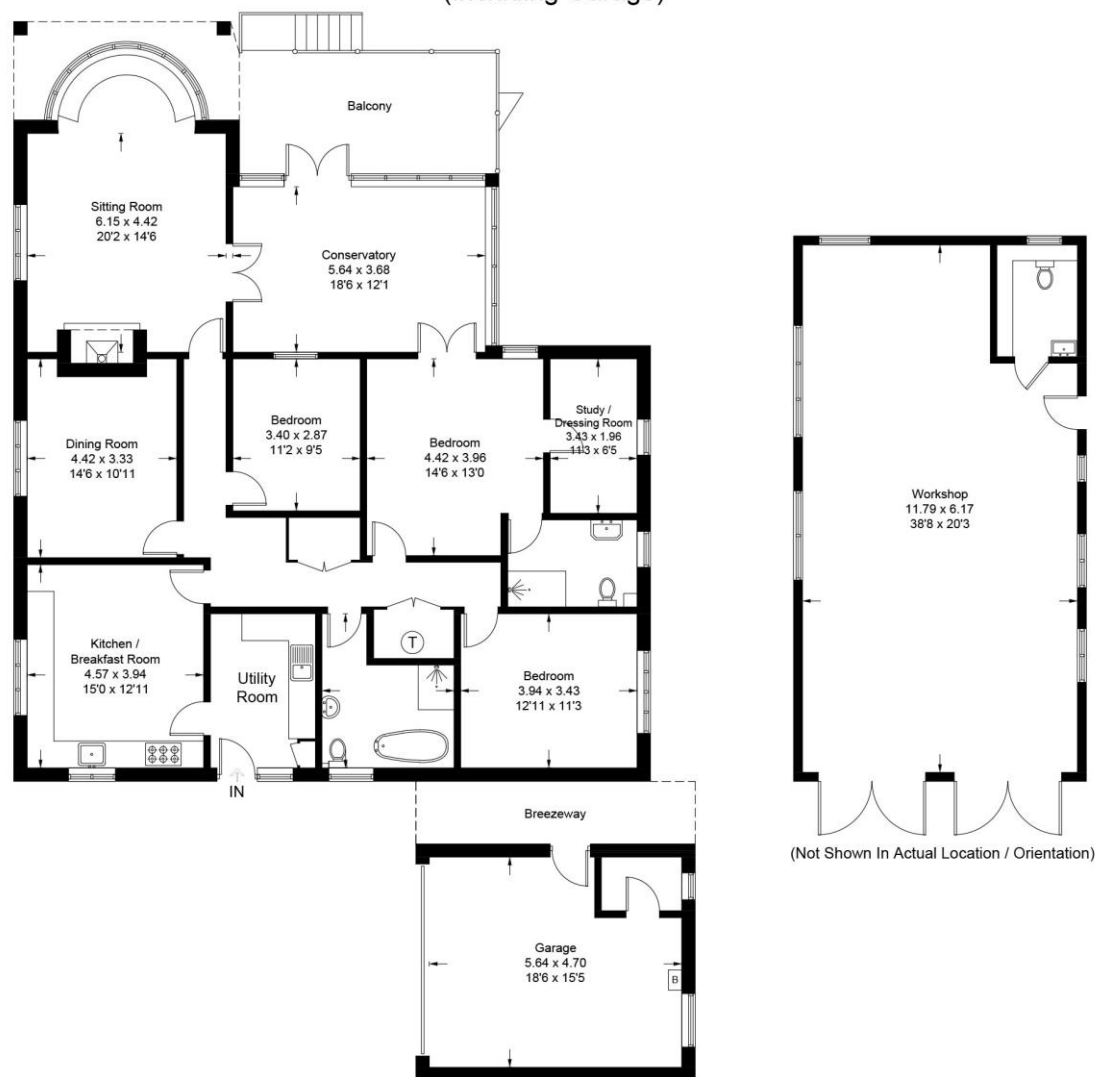 Balcony
Sitting Room
6.15 x 4.42
20'2 x 14'6
Conservatory
5.64 x 3.68
18'6 x 12'1
Dining Room
4.42 x 3.33
14'6 x 10'11
Bedroom
3.40 x 2.87
11'2 x 9'5
Bedroom
4.42 x 3.96
14'6 x 13'0
Study /
Dressing Room
3.43 x 1.96
11'3 x 6'5
Kitchen /
Breakfast Room
4.57 x 3.94
15'0 x 12'11
Utility
Room
T
Bedroom
3.94 x 3.43
12'11 x 11'3
IN
Breezeway
Garage
5.64 x 4.70
18'6 x 15'5
B
Workshop
11.79 x 6.17
38'8 x 20'3
(Not Shown In Actual Location / Orientation)